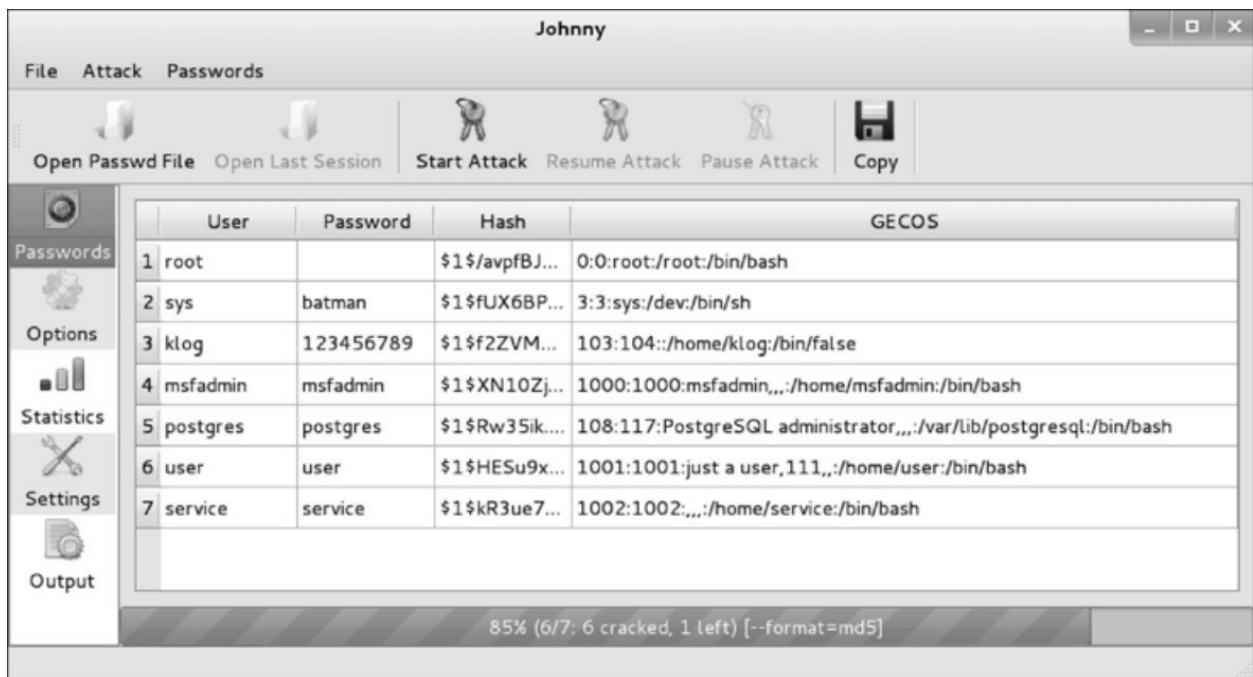 Johnny
File Attack Passwords
Open Passwd File Open Last Session Start Attack Resume Attack Pause Attack Copy
Passwords
Options
Statistics
Settings
Output
User Password Hash GECOS
1 root $1$/avpfBJ... 0:0:root:/root:/bin/bash
2 sys batman $1$fUX6BP... 3:3:sys:/dev:/bin/sh
3 klog 123456789 $1$f2ZVM... 103:104::/home/klog:/bin/false
4 msfadmin msfadmin $1$XN10Zj... 1000:1000:msfadmin,,,:/home/msfadmin:/bin/bash
5 postgres postgres $1$Rw35ik.... 108:117:PostgreSQL administrator,,,:/var/lib/postgresql:/bin/bash
6 user user $1$HESu9x... 1001:1001:just a user,111,,:/home/user:/bin/bash
7 service service $1$kR3ue7... 1002:1002:,,,:/home/service:/bin/bash
85% (6/7: 6 cracked, 1 left) [--format=md5]